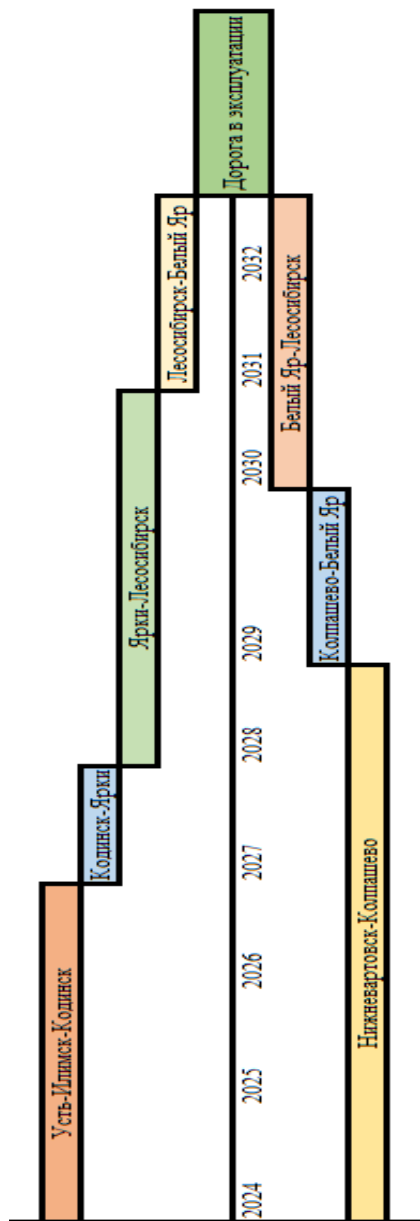 Усть-Илимск-Кодинск
Кодинск-Ярки
Ярки-Лесосибирск
Лесосибирск-Белый Яр
Дорога в эксплуатации
2024
2025
2026
2027
2028
2029
2030
2031
2032
Белый Яр-Лесосибирск
Колпашево-Белый Яр
Нижневартовск-Колпашево